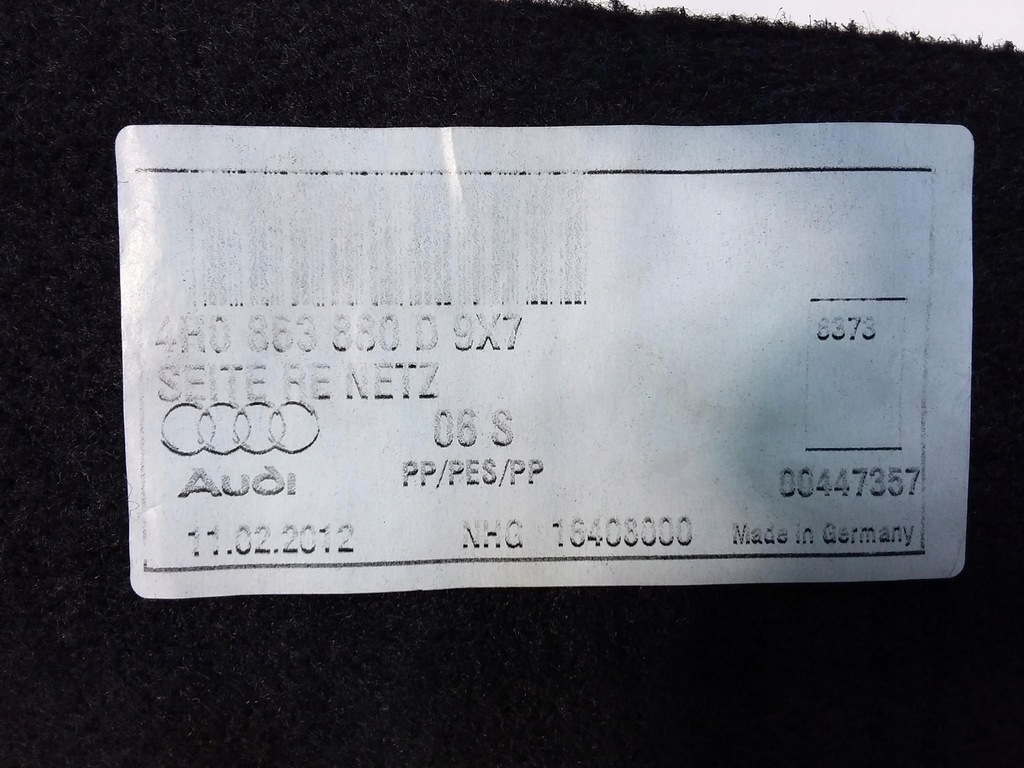 4H0 863 880 D 9X7
8373
SEITE RE NETZ
06 S
Audi
PP/PES/PP
00447357
11.02.2012 NHG 16408000 Made in Germany